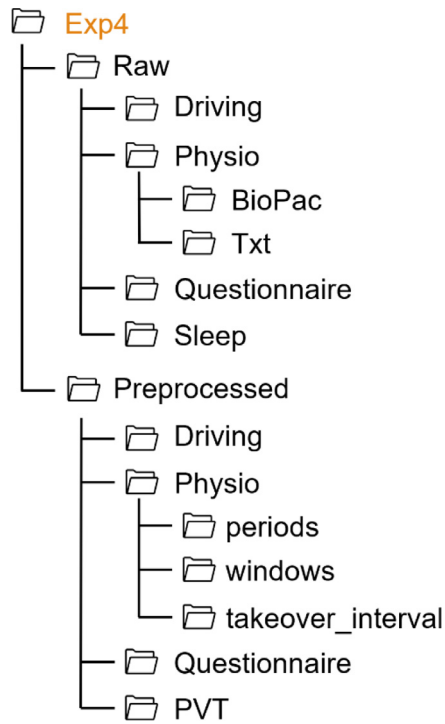 Exp4
Raw
Driving
Physio
BioPac
Txt
Questionnaire
Sleep
Preprocessed
Driving
Physio
periods
windows
takeover_interval
Questionnaire
PVT